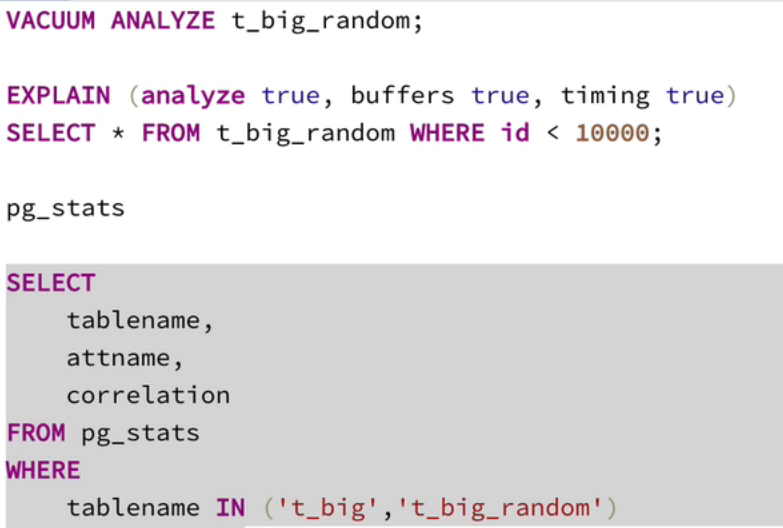 VACUUM ANALYZE t_big_random;
EXPLAIN (analyze true, buffers true, timing true)
SELECT * FROM t_big_random WHERE id < 10000;
pg_stats
SELECT
    tablename,
    attname,
    correlation
FROM pg_stats
WHERE
    tablename IN ('t_big','t_big_random')